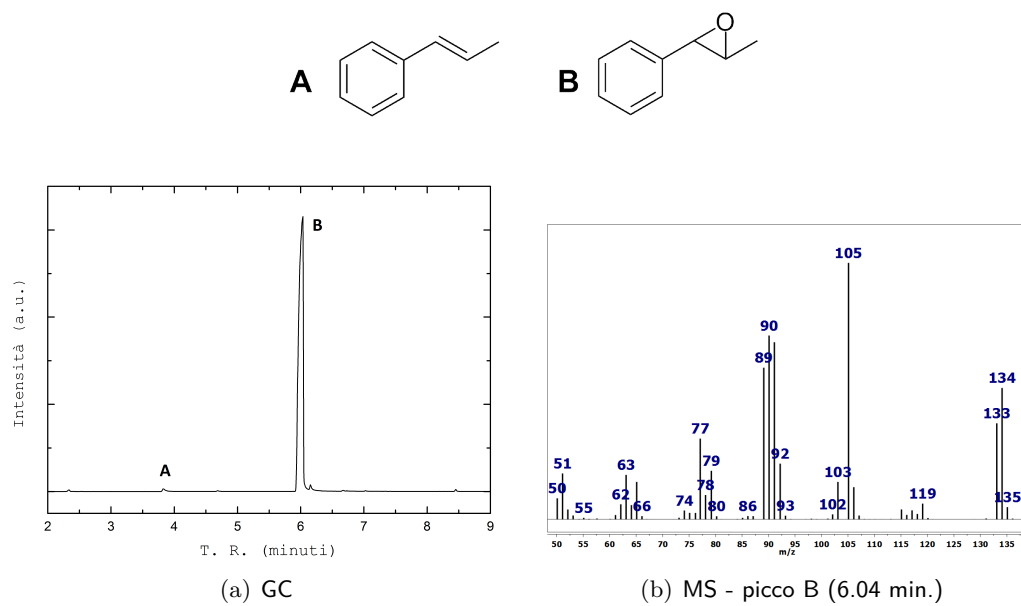 A
B
O
Intensità (a.u.)
A
B
2 3 4 5 6 7 8 9
T. R. (minuti)
(a) GC
105
134
90
89
133
77
92
79
51
63
103
78
50
62
66
74
119
55
80
86
93
102
135
50 55 60 65 70 75 80 85 90 95 100 105 110 115 120 125 130 135
m/z
(b) MS - picco B (6.04 min.)